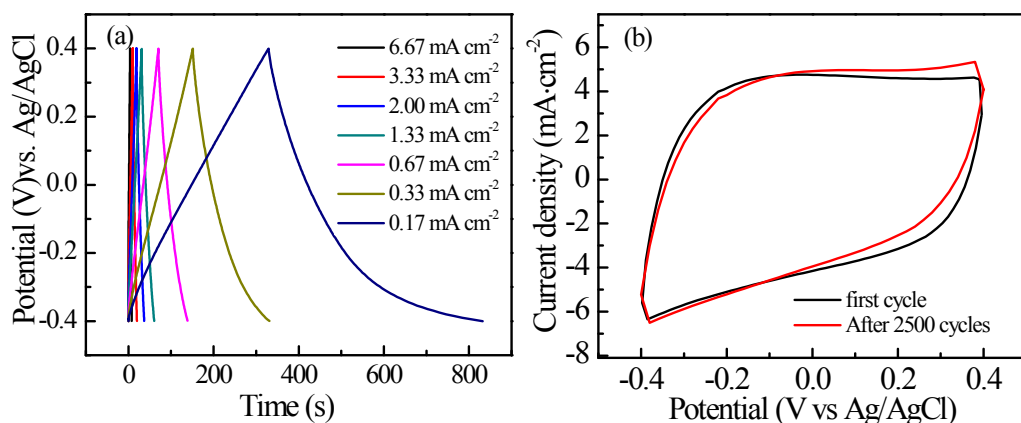 (a)
6.67 mA cm⁻²
3.33 mA cm⁻²
2.00 mA cm⁻²
1.33 mA cm⁻²
0.67 mA cm⁻²
0.33 mA cm⁻²
0.17 mA cm⁻²
Potential (V)vs. Ag/AgCl
0.4
0.2
0.0
-0.2
-0.4
0 200 400 600 800
Time (s)
(b)
Current density (mA·cm⁻²)
6
4
2
0
-2
-4
-6
-8
first cycle
After 2500 cycles
-0.4 -0.2 0.0 0.2 0.4
Potential (V vs Ag/AgCl)